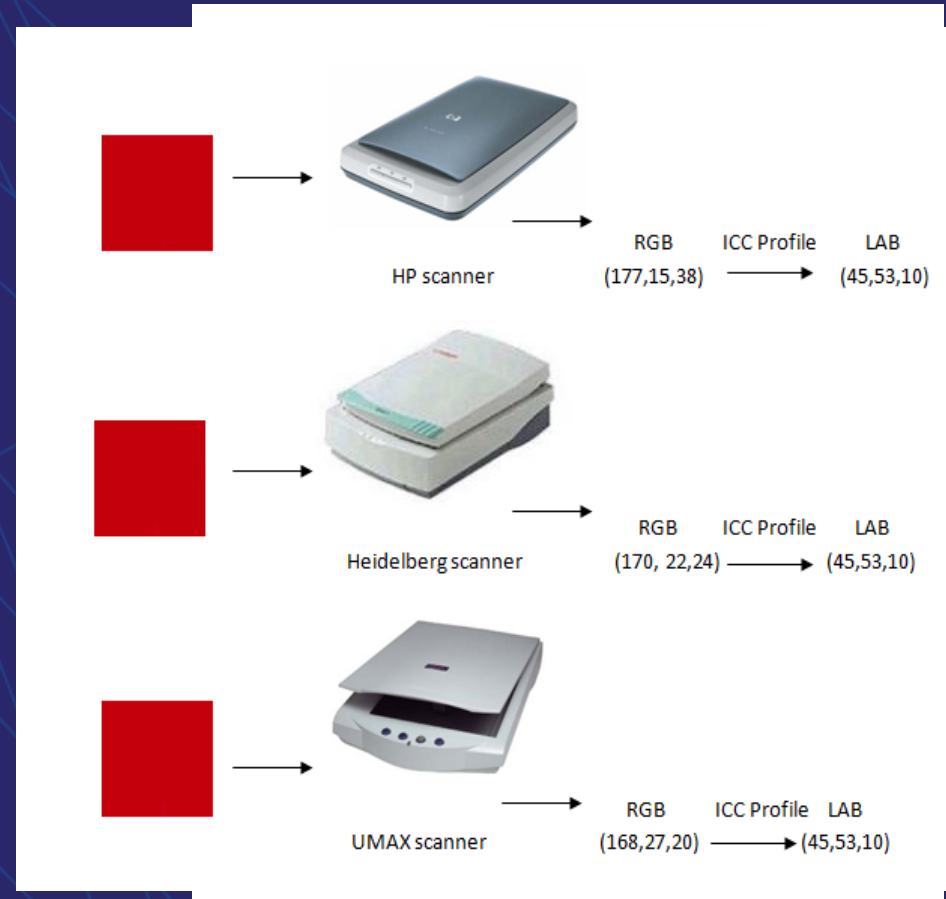 RGB ICC Profile LAB
HP scanner (177,15,38) (45,53,10)
RGB ICC Profile LAB
Heidelberg scanner (170, 22,24) (45,53,10)
RGB ICC Profile LAB
UMAX scanner (168,27,20) (45,53,10)